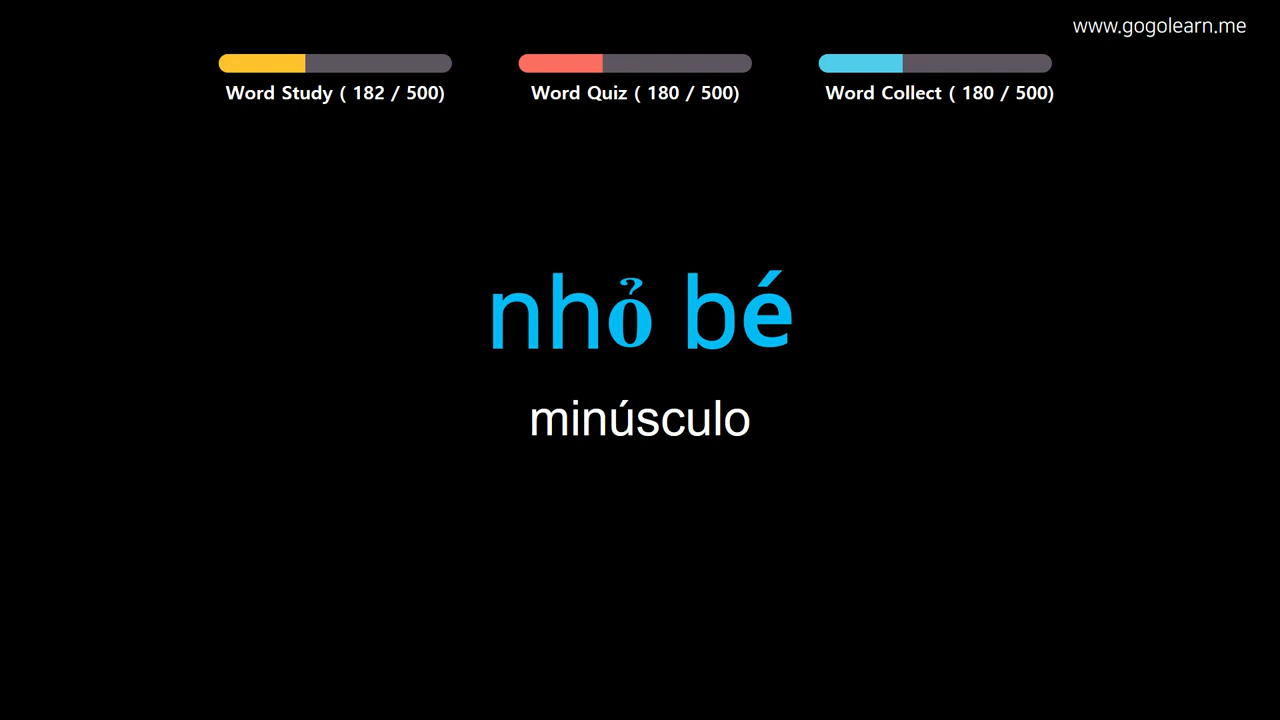 www.gogolearn.me
Word Study ( 182 / 500)
Word Quiz ( 180 / 500)
Word Collect ( 180 / 500)
nhỏ bé
minúsculo